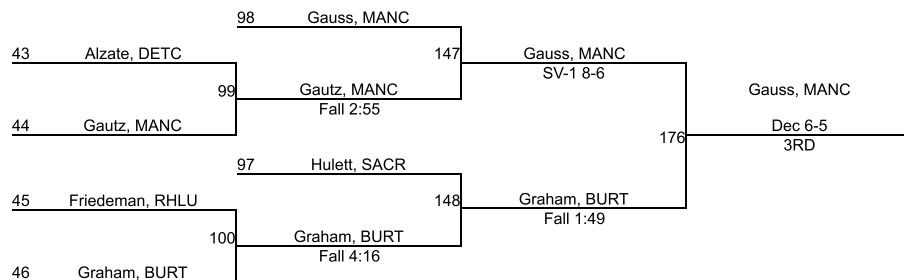 98 Gauss, MANC
43 Alzate, DETC
147 Gauss, MANC
SV-1 8-6
99 Gautz, MANC
Fall 2:55
Gauss, MANC
44 Gautz, MANC
Dec 6-5
176
3RD
97 Hulett, SACR
45 Friedeman, RHLU
148 Graham, BURT
Fall 1:49
100 Graham, BURT
Fall 4:16
46 Graham, BURT